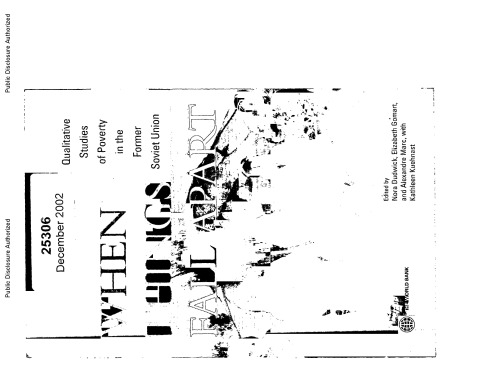 Public Disclosure Authorized
Public Disclosure Authorized
25306
December 2002
Qualitative
Studies
of Poverty
in the
Former
Soviet Union
WHEN
THINGS
FALL APART
Edited by
Nora Dudwick, Elizabeth Gomart,
and Alexandre Marc, with
Kathleen Kuehnast
THE WORLD BANK